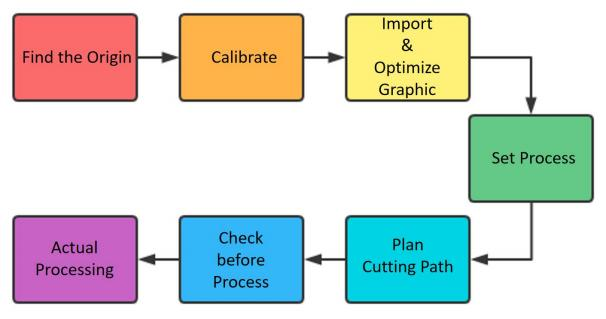 Find the Origin
Calibrate
Import
&
Optimize
Graphic
Set Process
Plan
Cutting Path
Check
before
Process
Actual
Processing